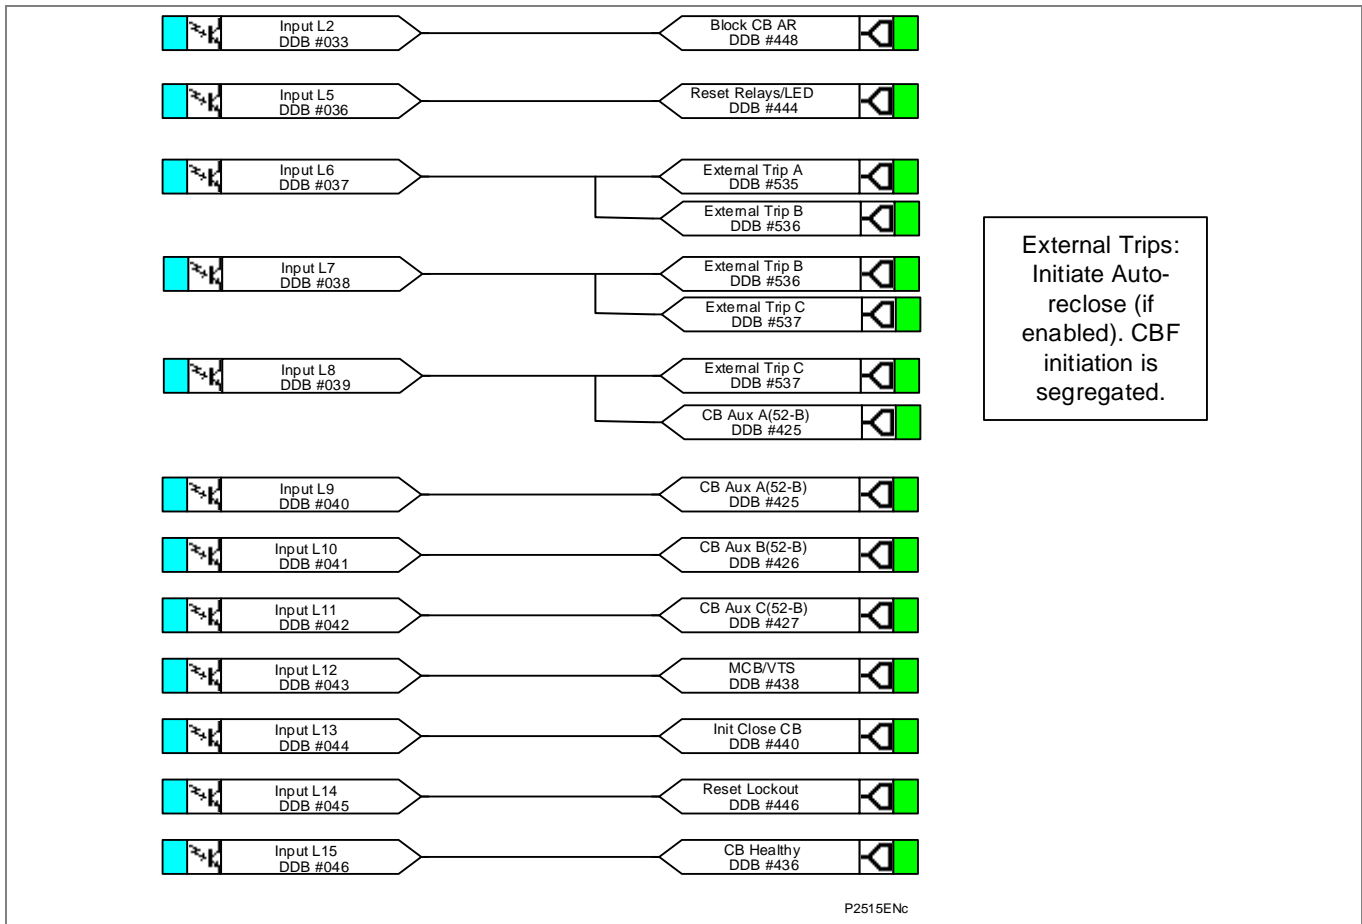 Input L2
DDB #033
Block CB AR
DDB #448
Input L5
DDB #036
Reset Relays/LED
DDB #444
Input L6
DDB #037
External Trip A
DDB #535
External Trip B
DDB #536
Input L7
DDB #038
External Trip B
DDB #536
External Trip C
DDB #537
Input L8
DDB #039
External Trip C
DDB #537
CB Aux A(52-B)
DDB #425
External Trips:
Initiate Auto-
reclose (if
enabled). CBF
initiation is
segregated.
Input L9
DDB #040
CB Aux A(52-B)
DDB #425
Input L10
DDB #041
CB Aux B(52-B)
DDB #426
Input L11
DDB #042
CB Aux C(52-B)
DDB #427
Input L12
DDB #043
MCB/VTS
DDB #438
Input L13
DDB #044
Init Close CB
DDB #440
Input L14
DDB #045
Reset Lockout
DDB #446
Input L15
DDB #046
CB Healthy
DDB #436
P2515ENc